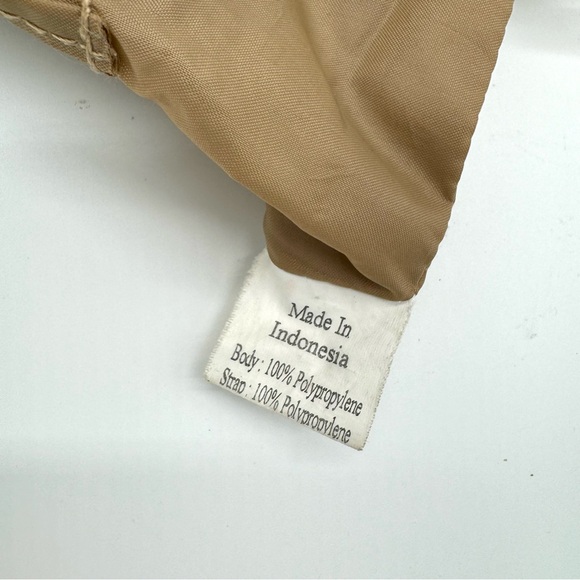 Made In
Indonesia
Body : 100% Polypropylene
Strap : 100% Polypropylene